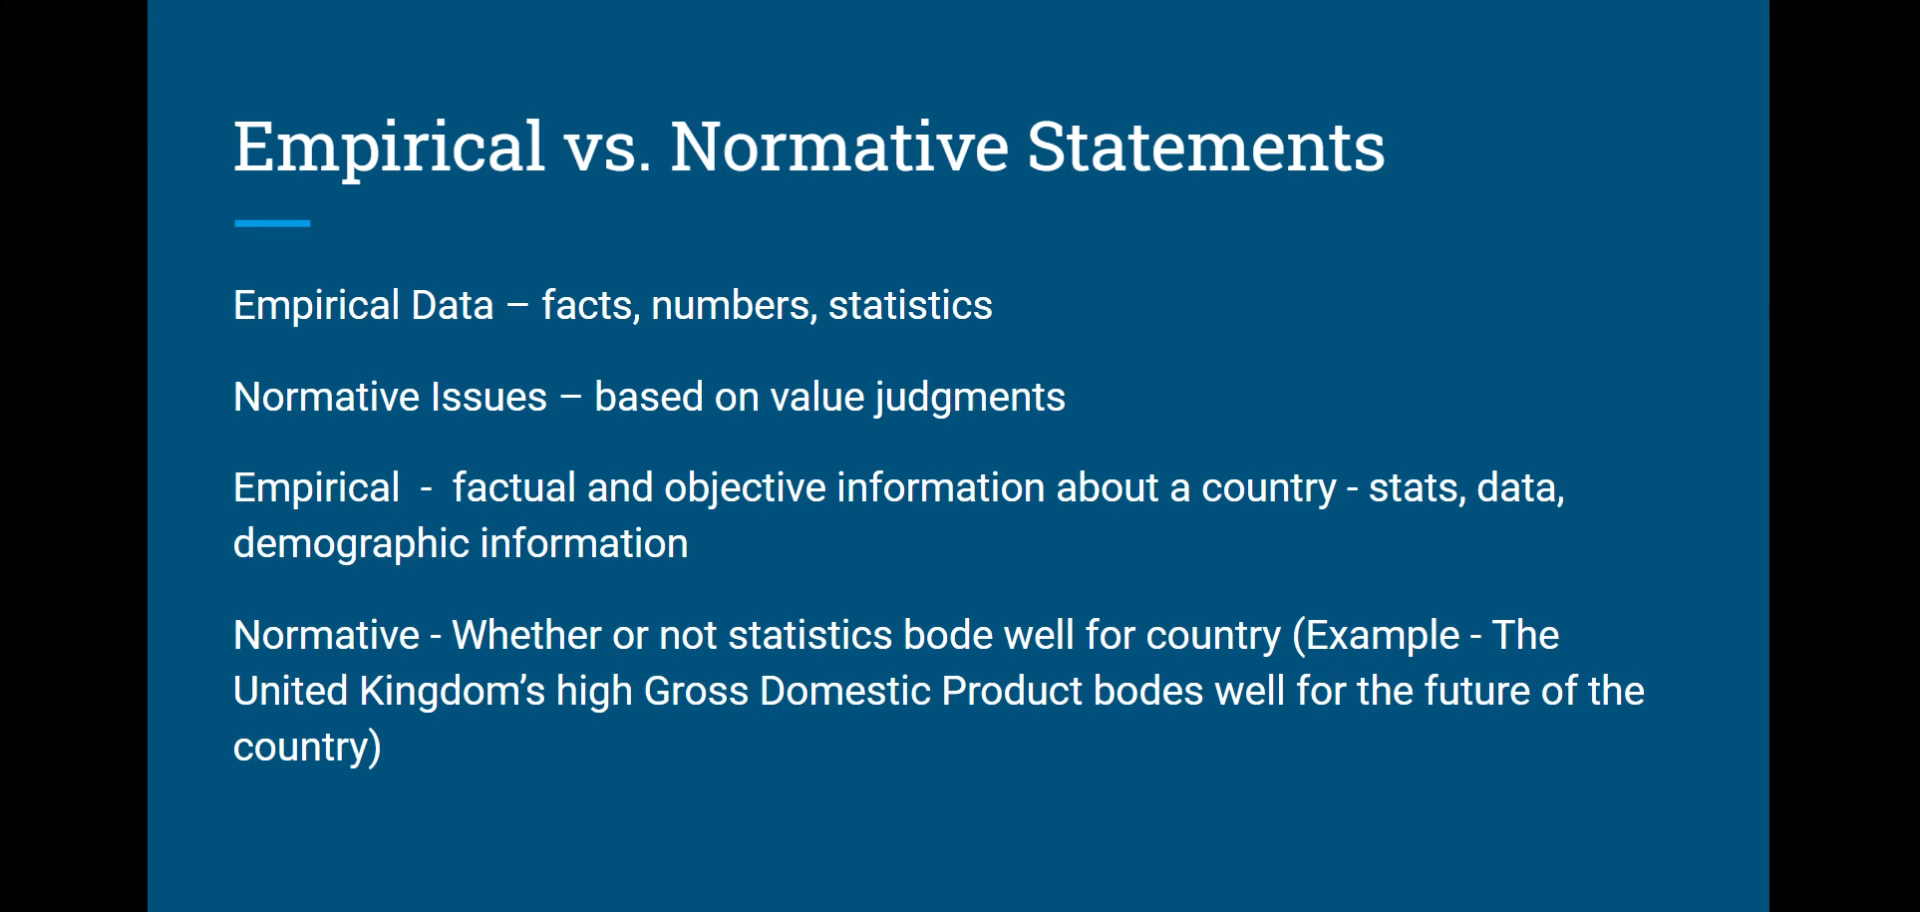 Empirical vs. Normative Statements
Empirical Data – facts, numbers, statistics
Normative Issues – based on value judgments
Empirical  -  factual and objective information about a country - stats, data,
demographic information
Normative - Whether or not statistics bode well for country (Example - The
United Kingdom’s high Gross Domestic Product bodes well for the future of the
country)